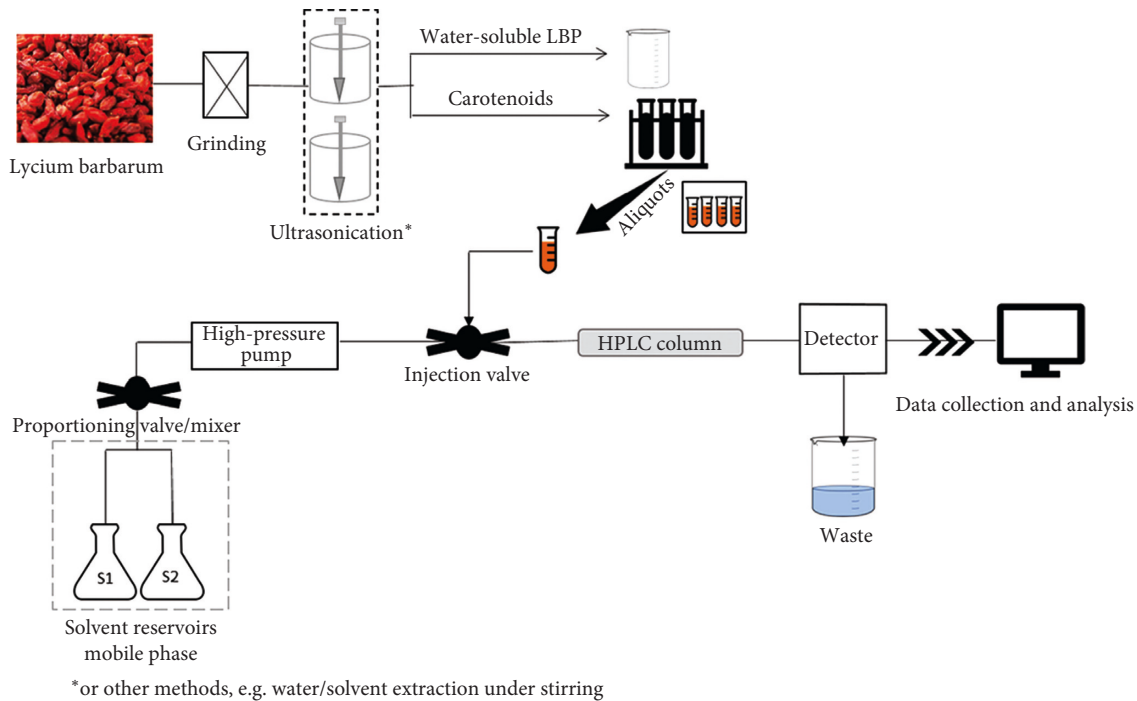 Water-soluble LBP
Carotenoids
Grinding
Lycium barbarum
Ultrasonication*
Aliquots
High-pressure
pump
Injection valve
HPLC column
Detector
Data collection and analysis
Proportioning valve/mixer
Waste
S1
S2
Solvent reservoirs
mobile phase
*or other methods, e.g. water/solvent extraction under stirring